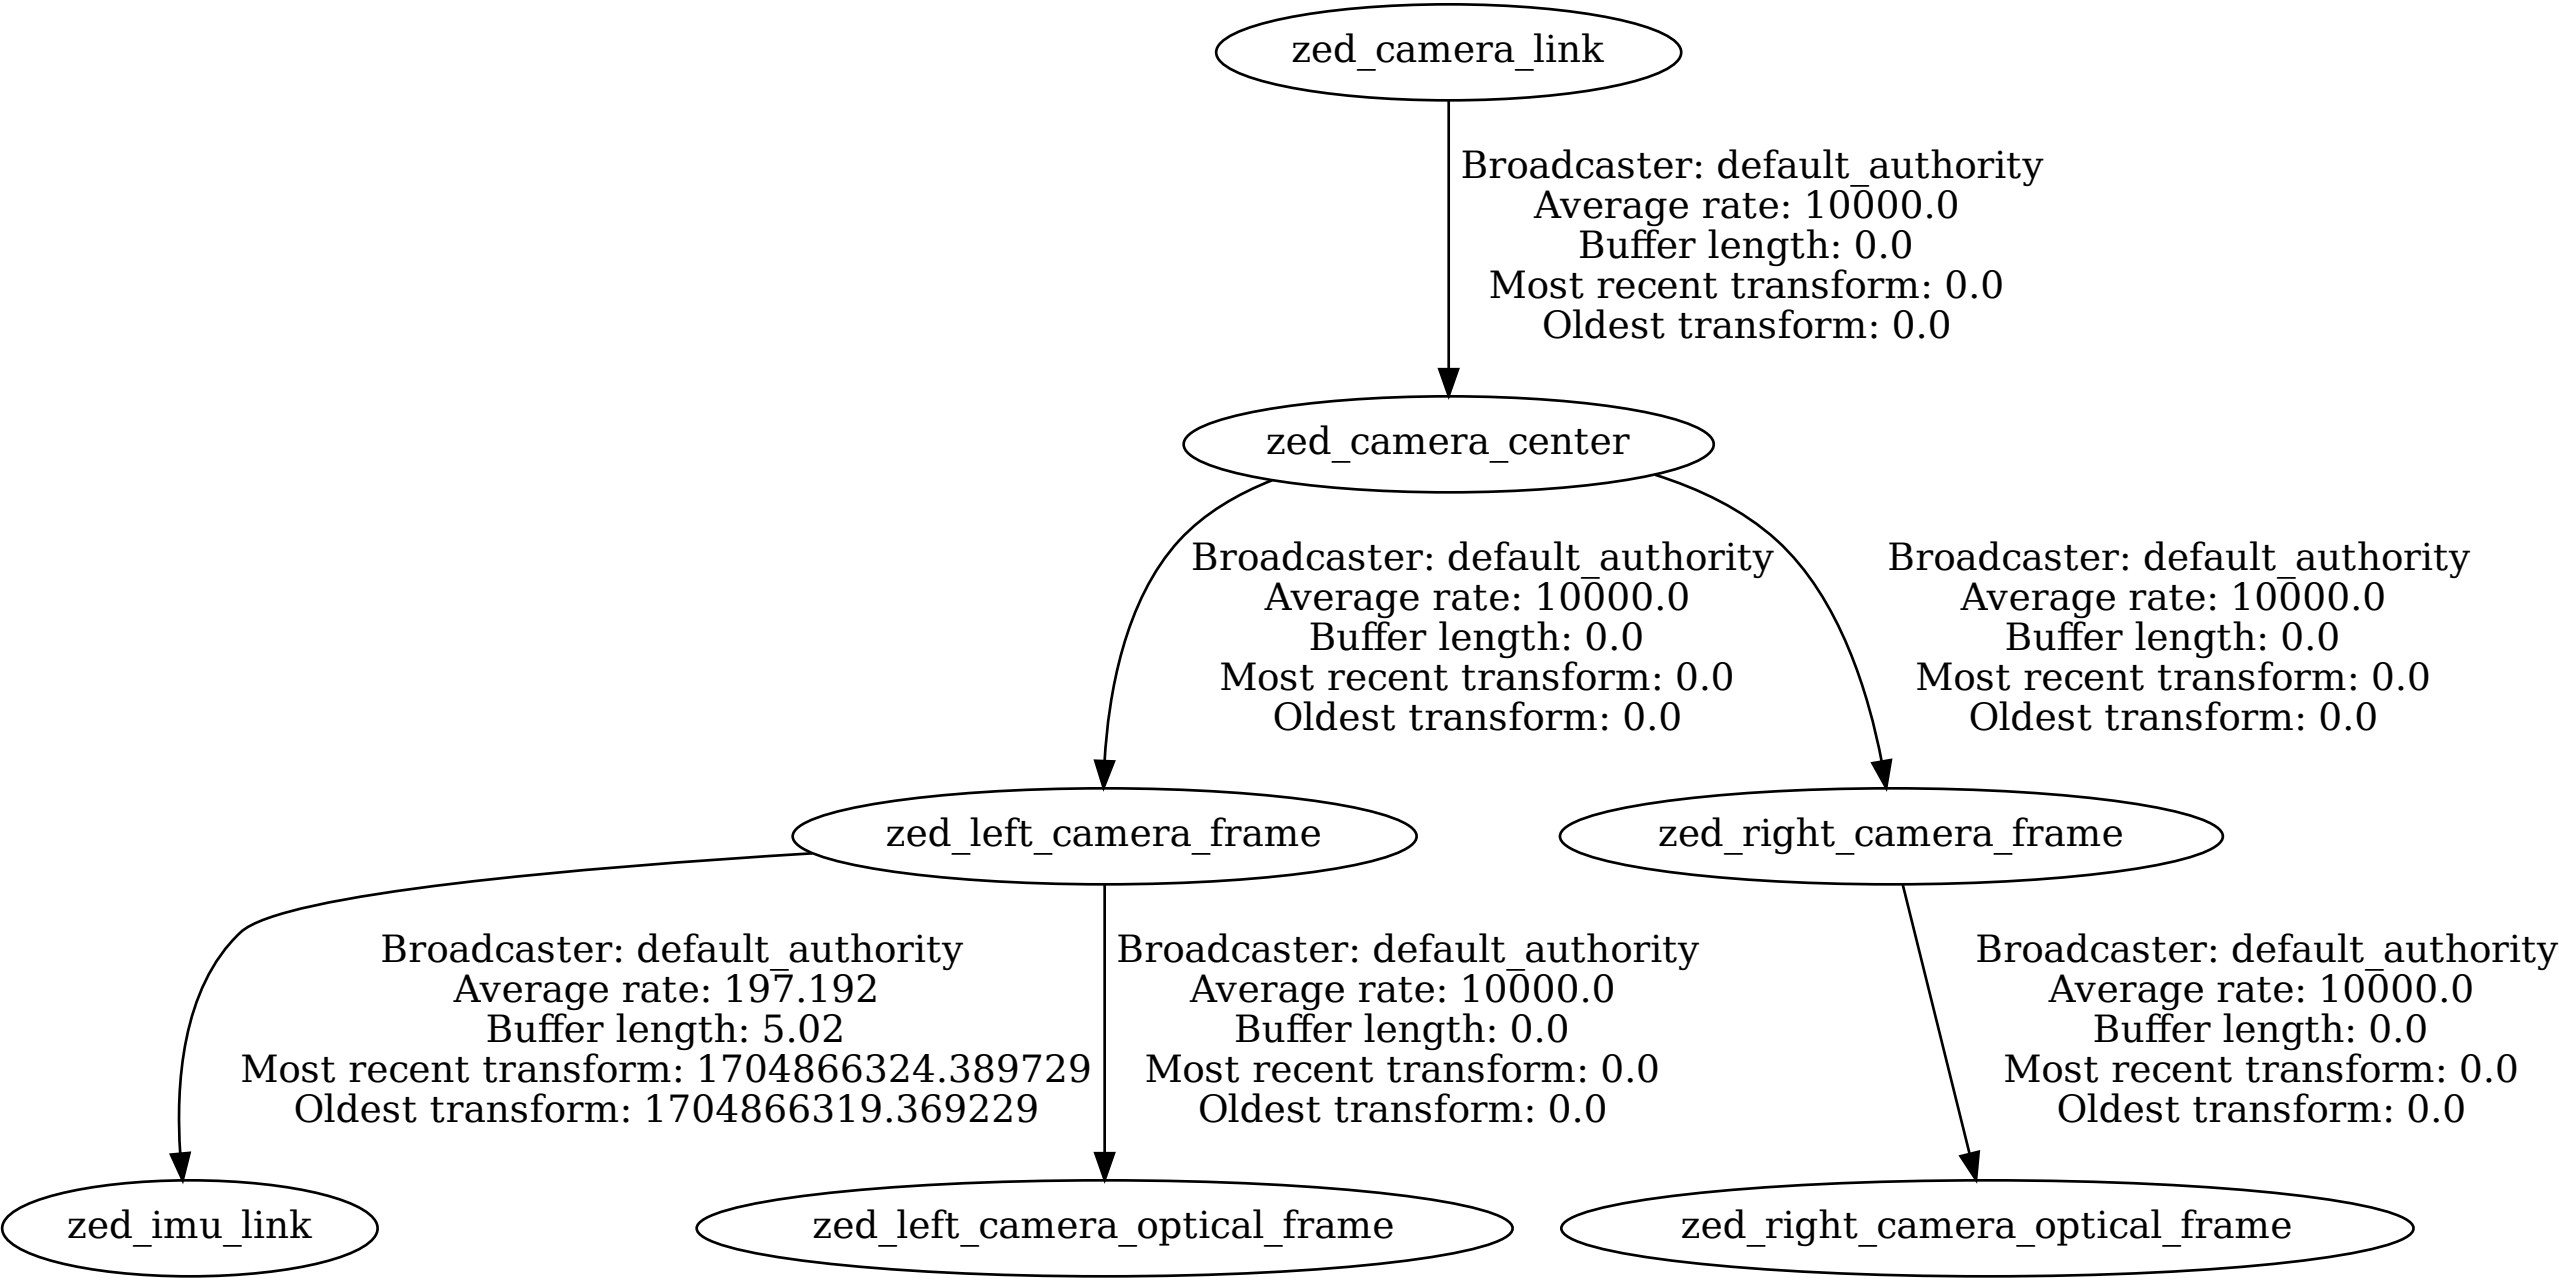 zed_camera_link
Broadcaster: default_authority
Average rate: 10000.0
Buffer length: 0.0
Most recent transform: 0.0
Oldest transform: 0.0
zed_camera_center
Broadcaster: default_authority
Average rate: 10000.0
Buffer length: 0.0
Most recent transform: 0.0
Oldest transform: 0.0
Broadcaster: default_authority
Average rate: 10000.0
Buffer length: 0.0
Most recent transform: 0.0
Oldest transform: 0.0
zed_left_camera_frame
zed_right_camera_frame
Broadcaster: default_authority
Average rate: 197.192
Buffer length: 5.02
Most recent transform: 1704866324.389729
Oldest transform: 1704866319.369229
Broadcaster: default_authority
Average rate: 10000.0
Buffer length: 0.0
Most recent transform: 0.0
Oldest transform: 0.0
Broadcaster: default_authority
Average rate: 10000.0
Buffer length: 0.0
Most recent transform: 0.0
Oldest transform: 0.0
zed_imu_link
zed_left_camera_optical_frame
zed_right_camera_optical_frame